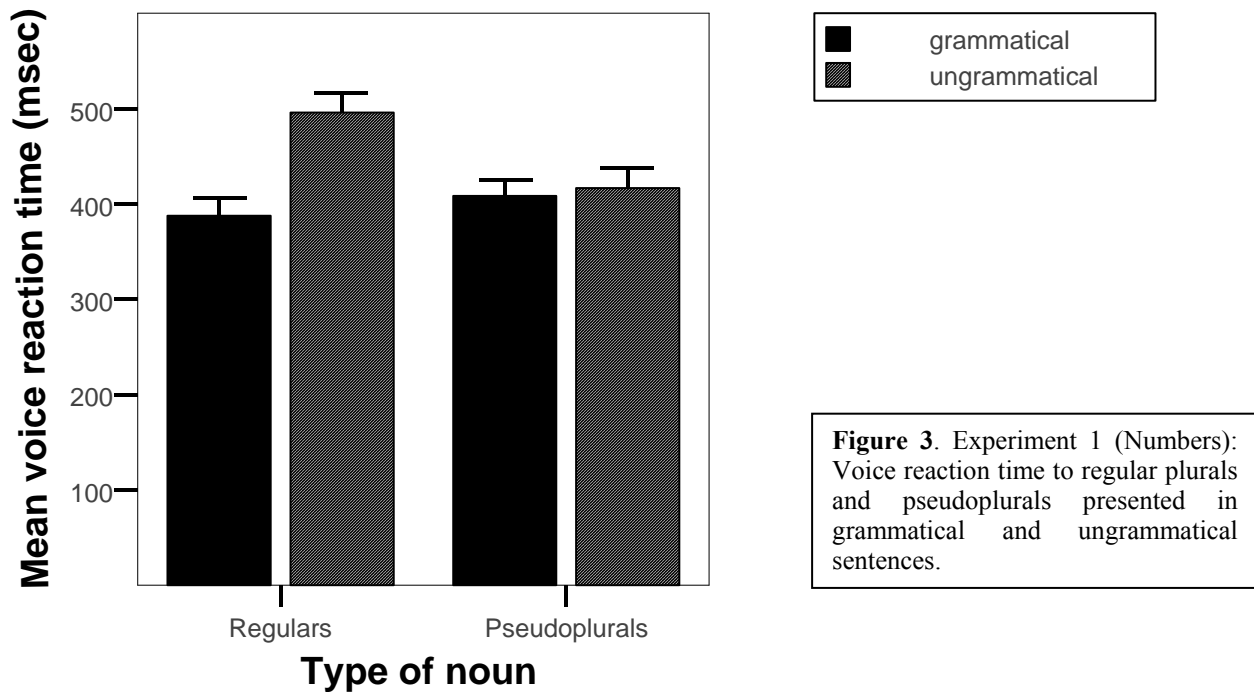 Mean voice reaction time (msec)
500
400
300
200
100
Regulars
Pseudoplurals
Type of noun
grammatical
ungrammatical
Figure 3. Experiment 1 (Numbers):
Voice reaction time to regular plurals
and pseudoplurals presented in
grammatical and ungrammatical
sentences.